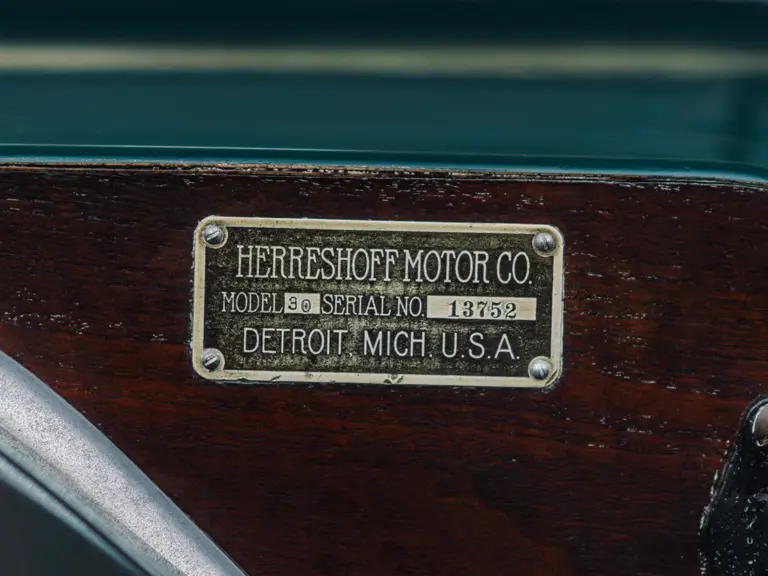 HERRESHOFF MOTOR CO.
MODEL 30 SERIAL NO. 13752
DETROIT, MICH. U.S.A.